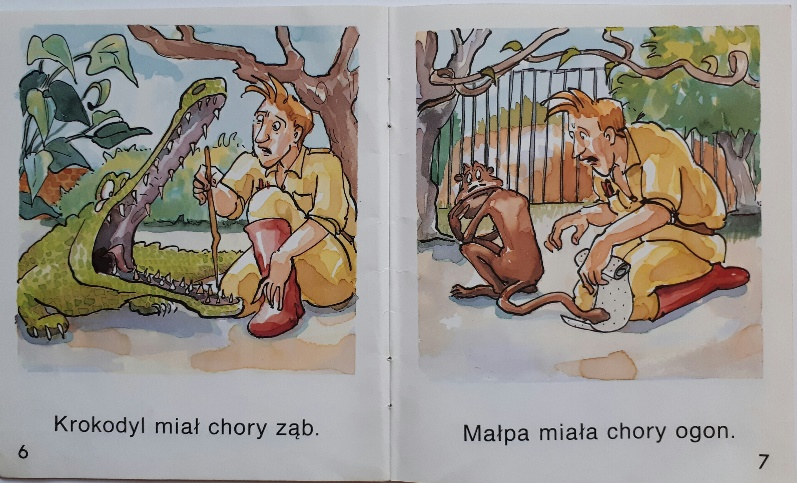 Krokodyl miał chory ząb.
6
Małpa miała chory ogon.
7